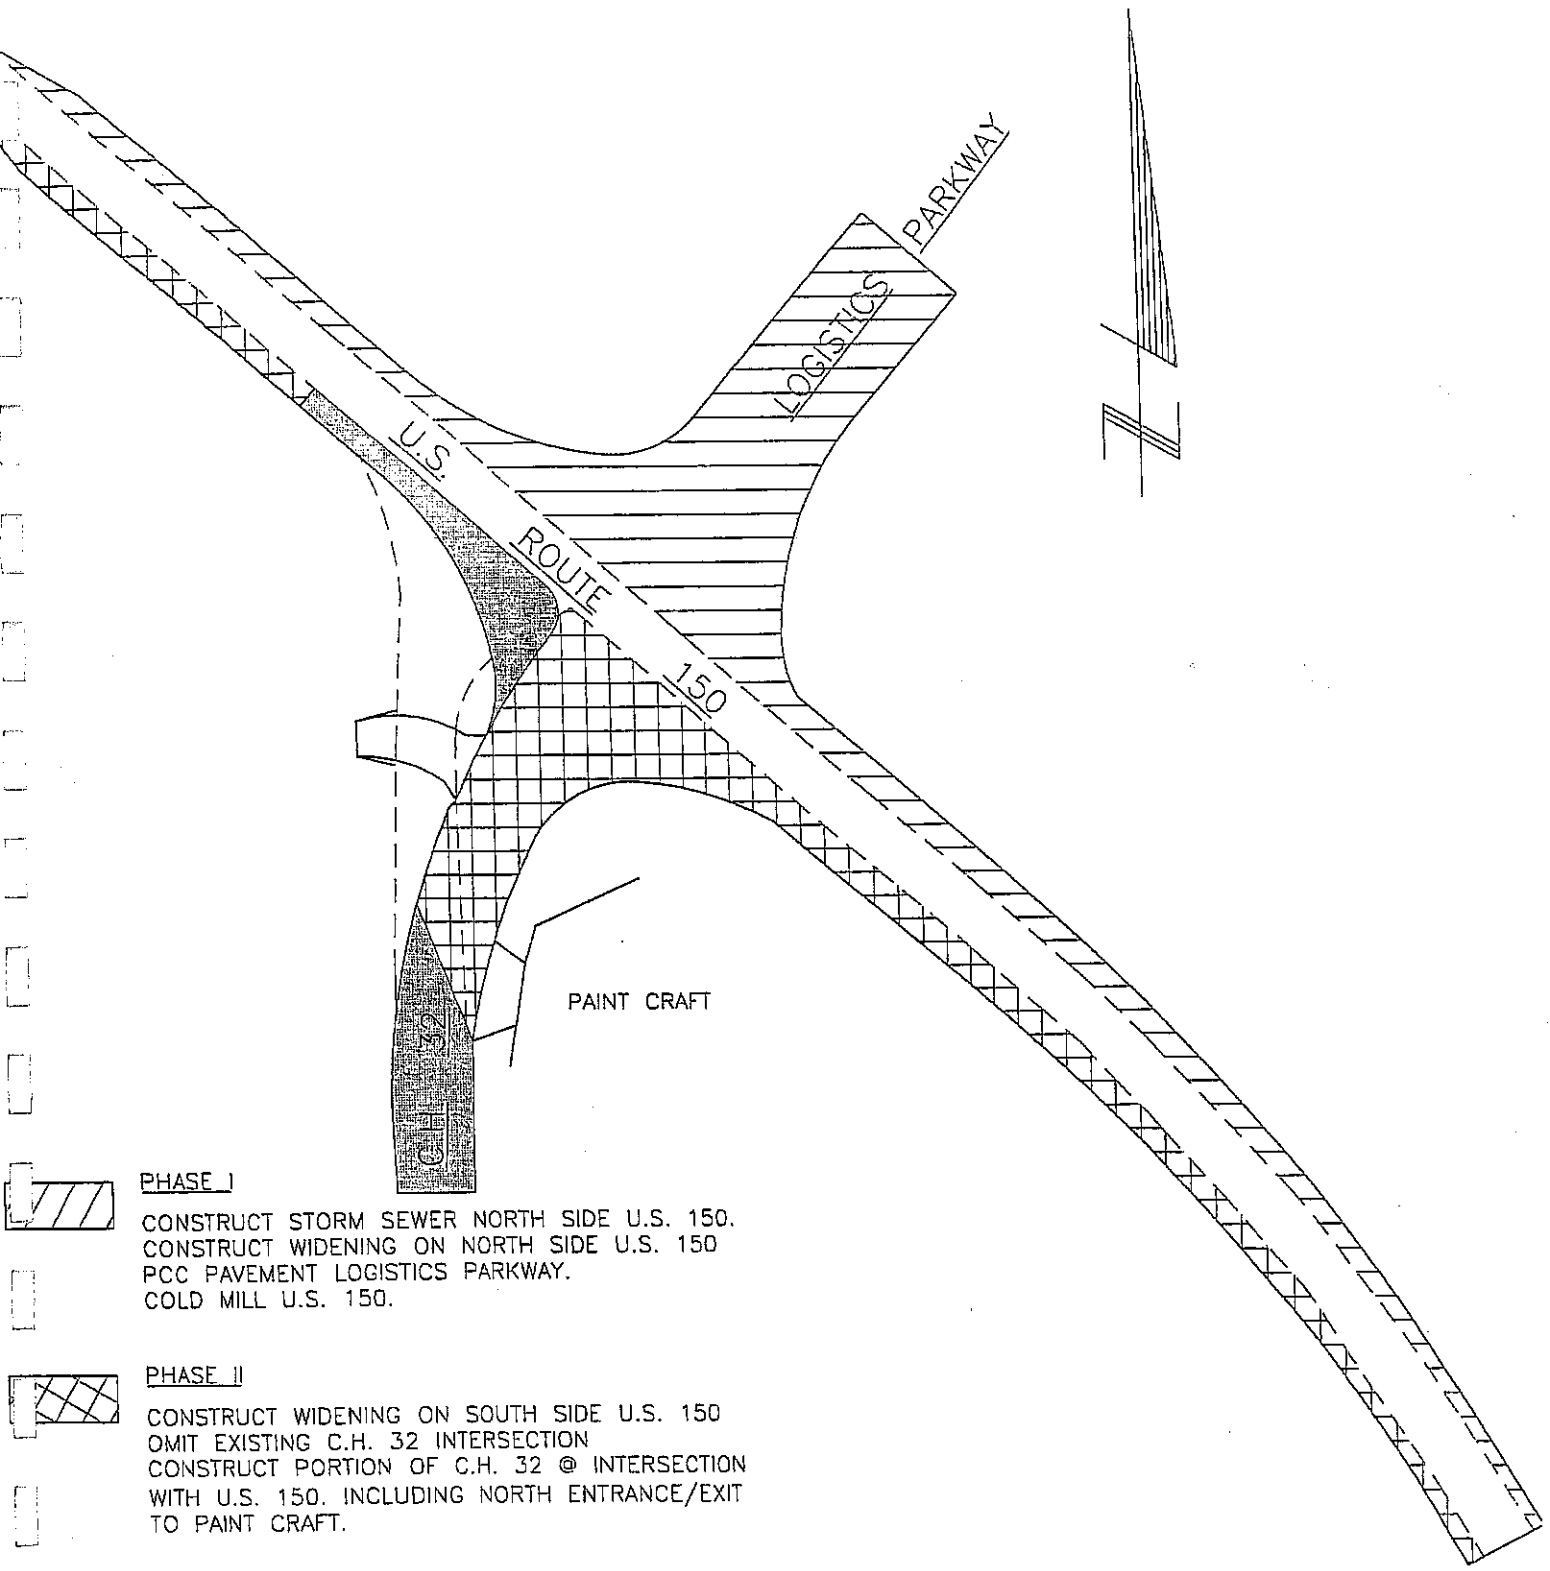 PARKWAY
LOGISTICS
U.S.
ROUTE
150
N
PAINT CRAFT
C.H 32
PHASE I
CONSTRUCT STORM SEWER NORTH SIDE U.S. 150.
CONSTRUCT WIDENING ON NORTH SIDE U.S. 150
PCC PAVEMENT LOGISTICS PARKWAY.
COLD MILL U.S. 150.
PHASE II
CONSTRUCT WIDENING ON SOUTH SIDE U.S. 150
OMIT EXISTING C.H. 32 INTERSECTION
CONSTRUCT PORTION OF C.H. 32 @ INTERSECTION
WITH U.S. 150. INCLUDING NORTH ENTRANCE/EXIT
TO PAINT CRAFT.